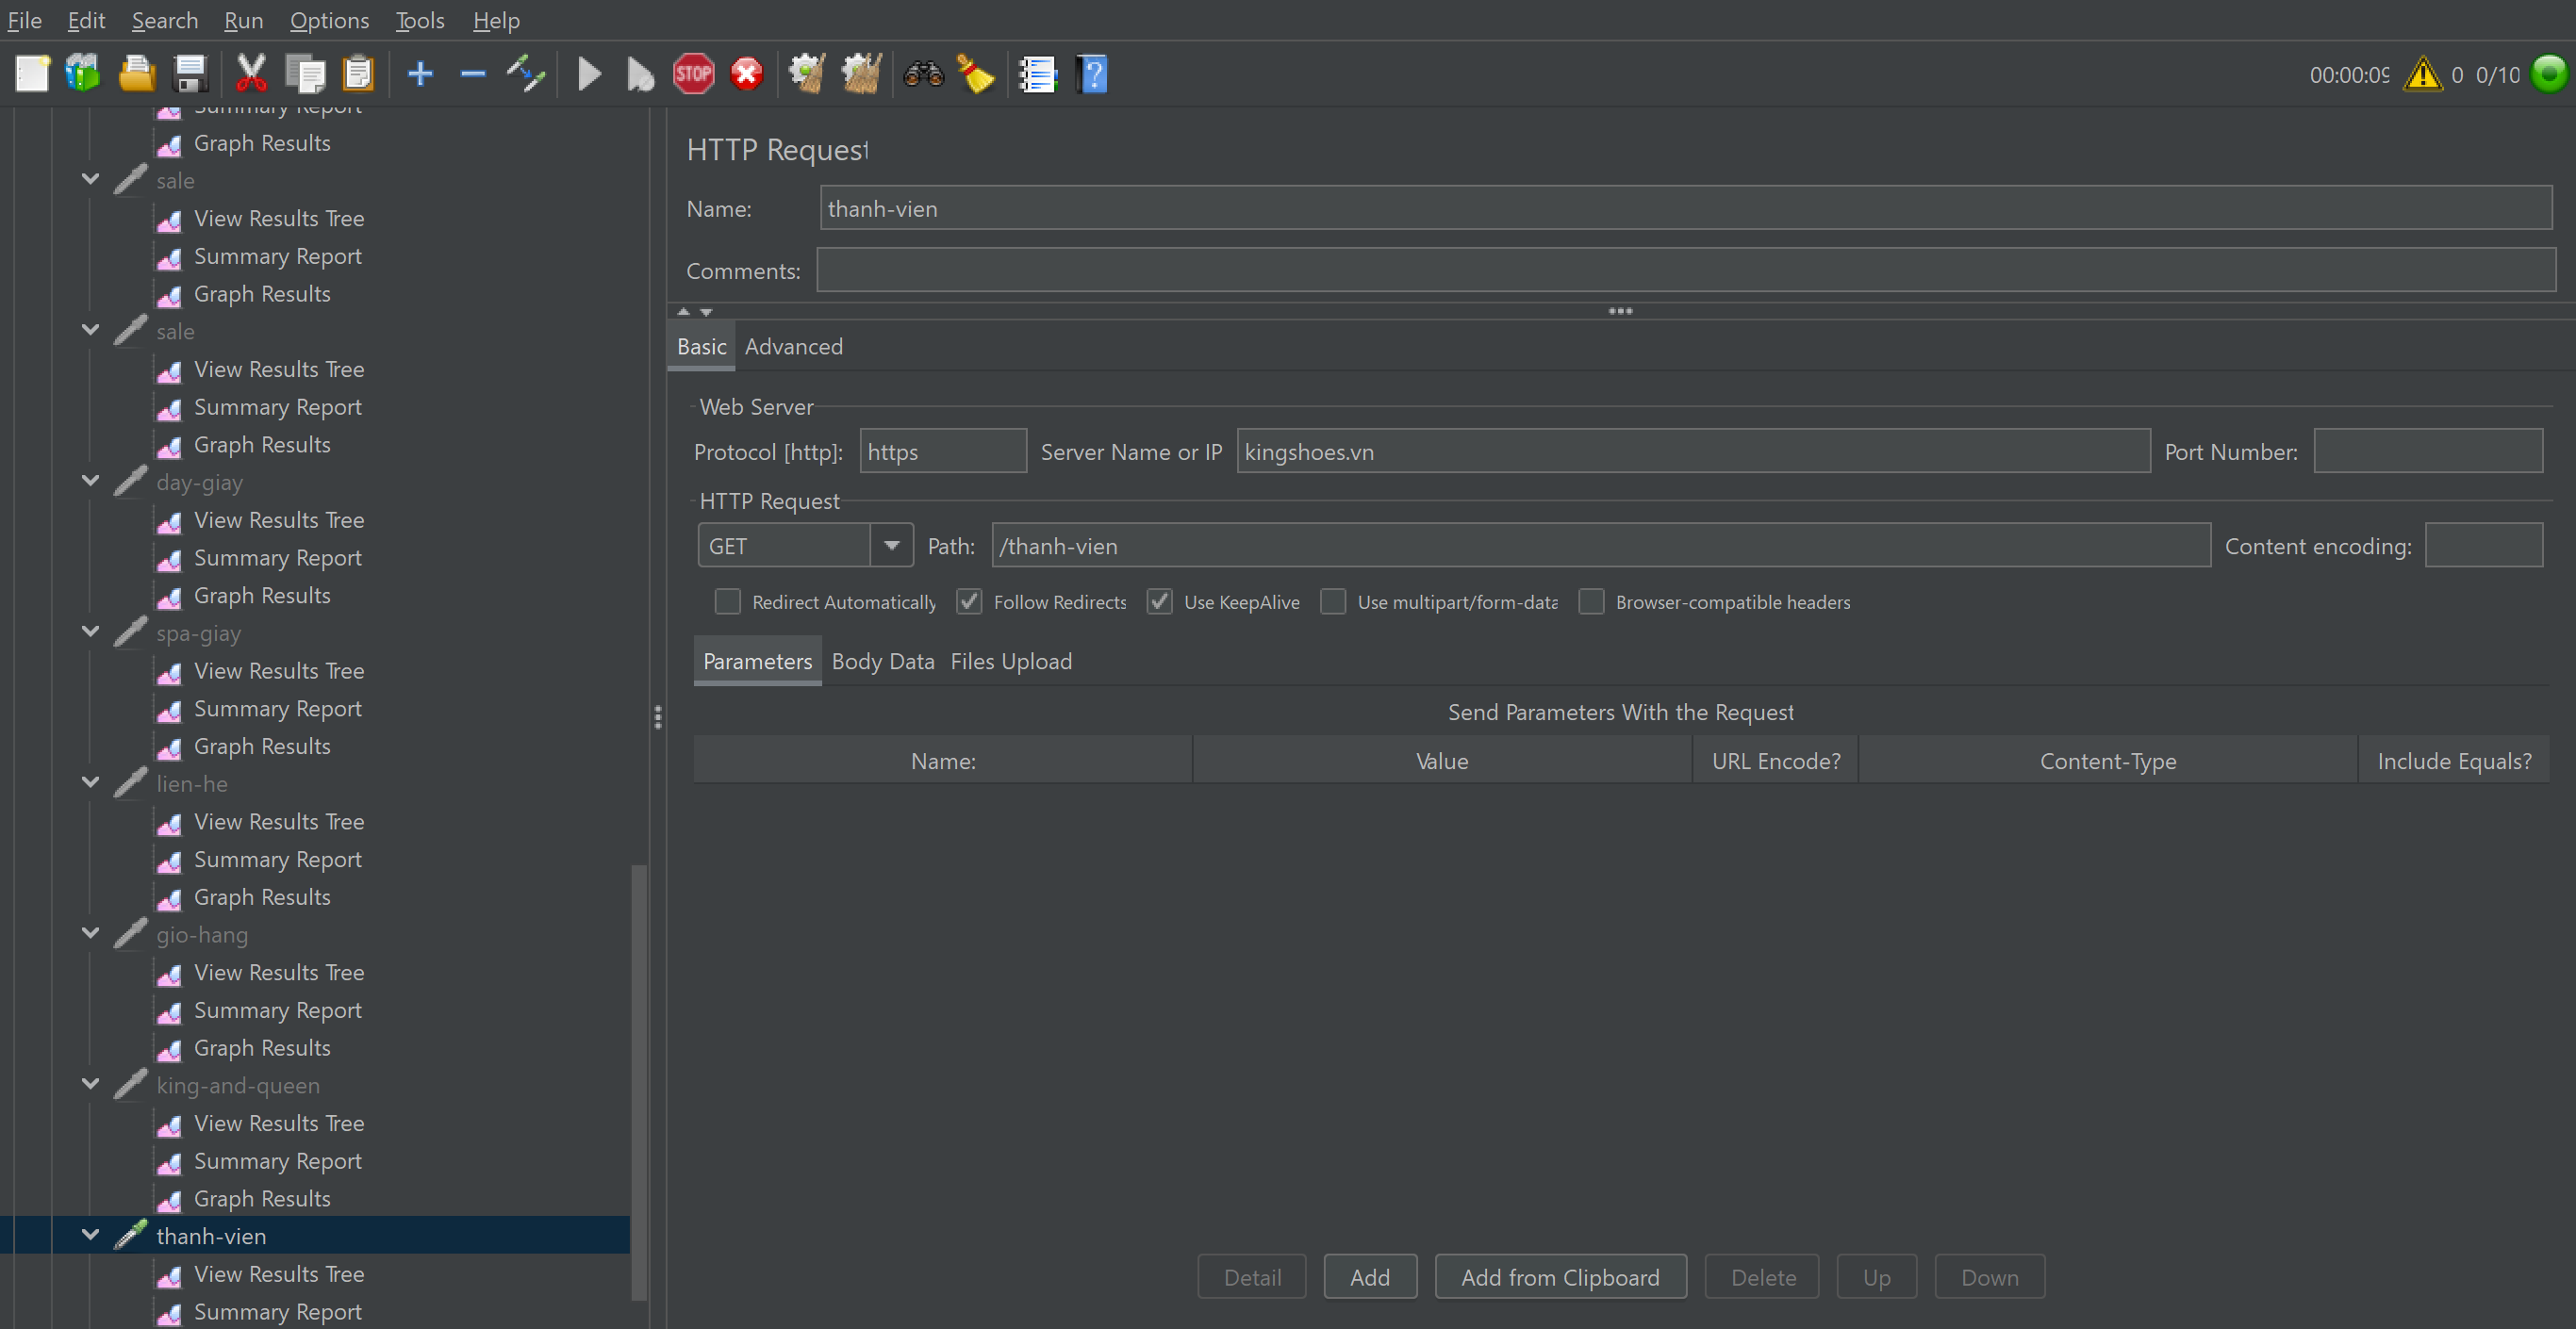 File Edit Search Run Options Tools Help
STOP
00:00:09 0 0/10
Summary Report
Graph Results
sale
View Results Tree
Summary Report
Graph Results
sale
View Results Tree
Summary Report
Graph Results
day-giay
View Results Tree
Summary Report
Graph Results
spa-giay
View Results Tree
Summary Report
Graph Results
lien-he
View Results Tree
Summary Report
Graph Results
gio-hang
View Results Tree
Summary Report
Graph Results
king-and-queen
View Results Tree
Summary Report
Graph Results
thanh-vien
View Results Tree
Summary Report
HTTP Request
Name: thanh-vien
Comments:
Basic Advanced
Web Server
Protocol [http]: https Server Name or IP kingshoes.vn Port Number:
HTTP Request
GET Path: /thanh-vien Content encoding:
Redirect Automatically Follow Redirects Use KeepAlive Use multipart/form-data Browser-compatible headers
Parameters Body Data Files Upload
Send Parameters With the Request
Name: Value URL Encode? Content-Type Include Equals?
Detail Add Add from Clipboard Delete Up Down